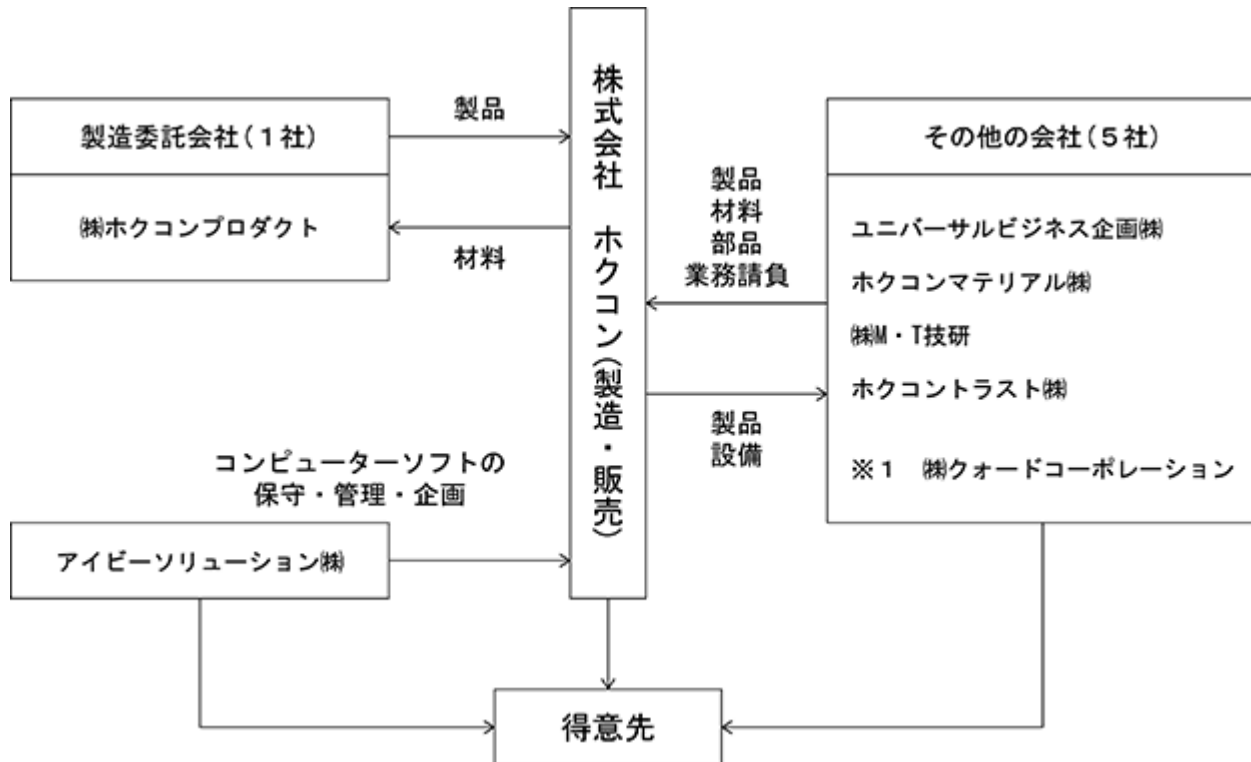 製造委託会社(1社)
㈱ホクコンプロダクト
製品
材料
コンピューターソフトの
保守・管理・企画
アイビーソリューション㈱
株式会社　ホクコン(製造・販売)
製品
材料
部品
業務請負
製品
設備
その他の会社(5社)
ユニバーサルビジネス企画㈱
ホクコンマテリアル㈱
㈱M・T技研
ホクコントラスト㈱
※1　㈱クォードコーポレーション
得意先